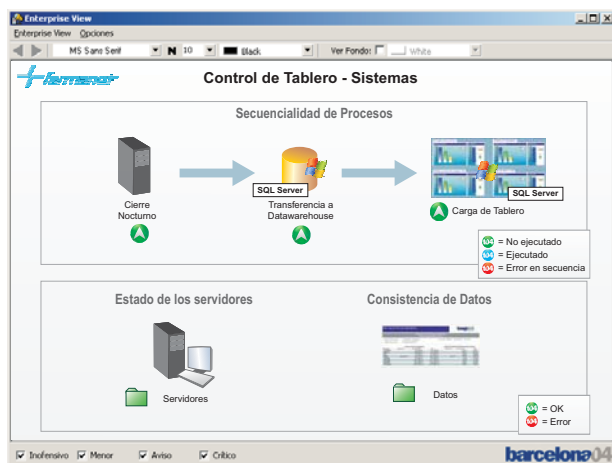 Enterprise View
Enterprise View Opciones
MS Sans Serif N 10 Black Ver Fondo: White
Control de Tablero - Sistemas
Secuencialidad de Procesos
SQL Server
SQL Server
Cierre
Nocturno
Transferencia a
Datawarehouse
Carga de Tablero
= No ejecutado
= Ejecutado
= Error en secuencia
Estado de los servidores
Consistencia de Datos
Servidores
Datos
= OK
= Error
Inofensivo Menor Aviso Crítico
barcelona04